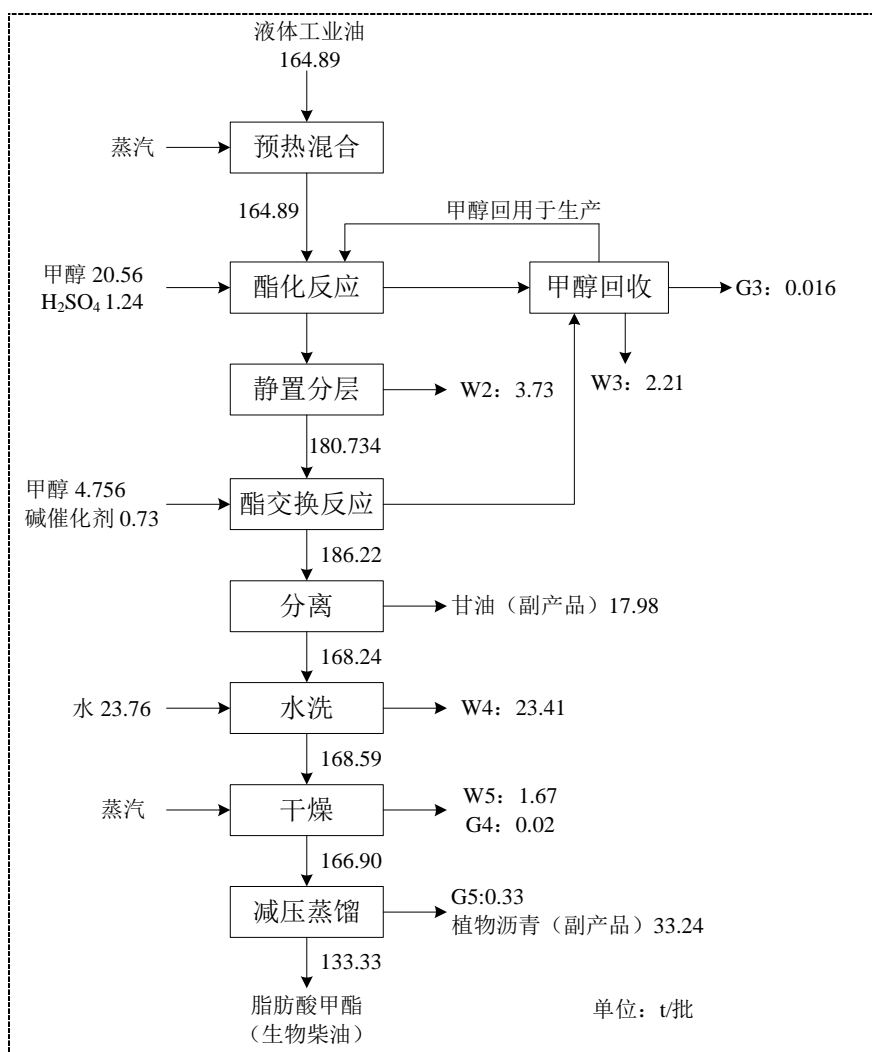 液体工业油
164.89
蒸汽
预热混合
164.89
甲醇回用于生产
甲醇 20.56
H₂SO₄ 1.24
酯化反应
甲醇回收
G3：0.016
静置分层
W2：3.73
W3：2.21
180.734
甲醇 4.756
碱催化剂 0.73
酯交换反应
186.22
分离
甘油（副产品）17.98
168.24
水 23.76
水洗
W4：23.41
168.59
蒸汽
干燥
W5：1.67
G4：0.02
166.90
减压蒸馏
G5:0.33
植物沥青（副产品）33.24
133.33
脂肪酸甲酯
（生物柴油）
单位：t/批